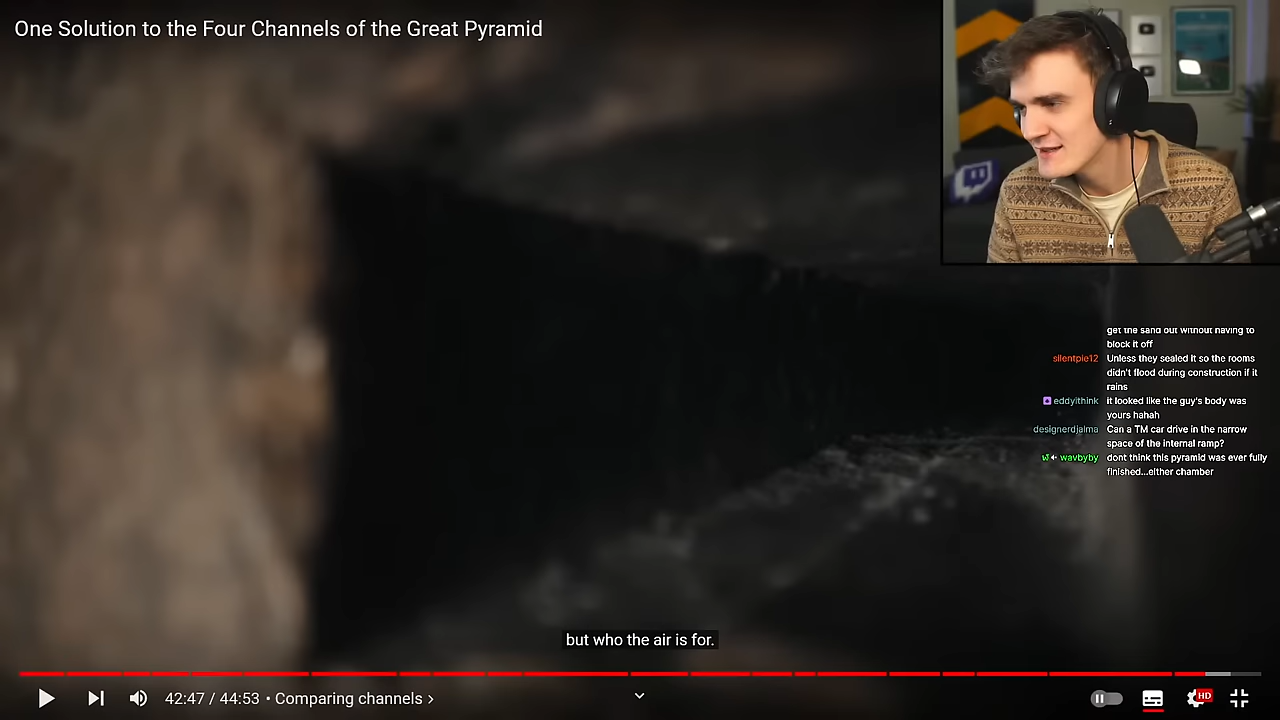 One Solution to the Four Channels of the Great Pyramid
get the sand out without having to
block it off
silentpie12 Unless they sealed it so the rooms
didn't flood during construction if it
rains
eddyithink it looked like the guy's body was
yours hahah
designerdjalma Can a TM car drive in the narrow
space of the internal ramp?
wavbyby dont think this pyramid was ever fully
finished...either chamber
but who the air is for.
42:47 / 44:53 • Comparing channels ›
HD